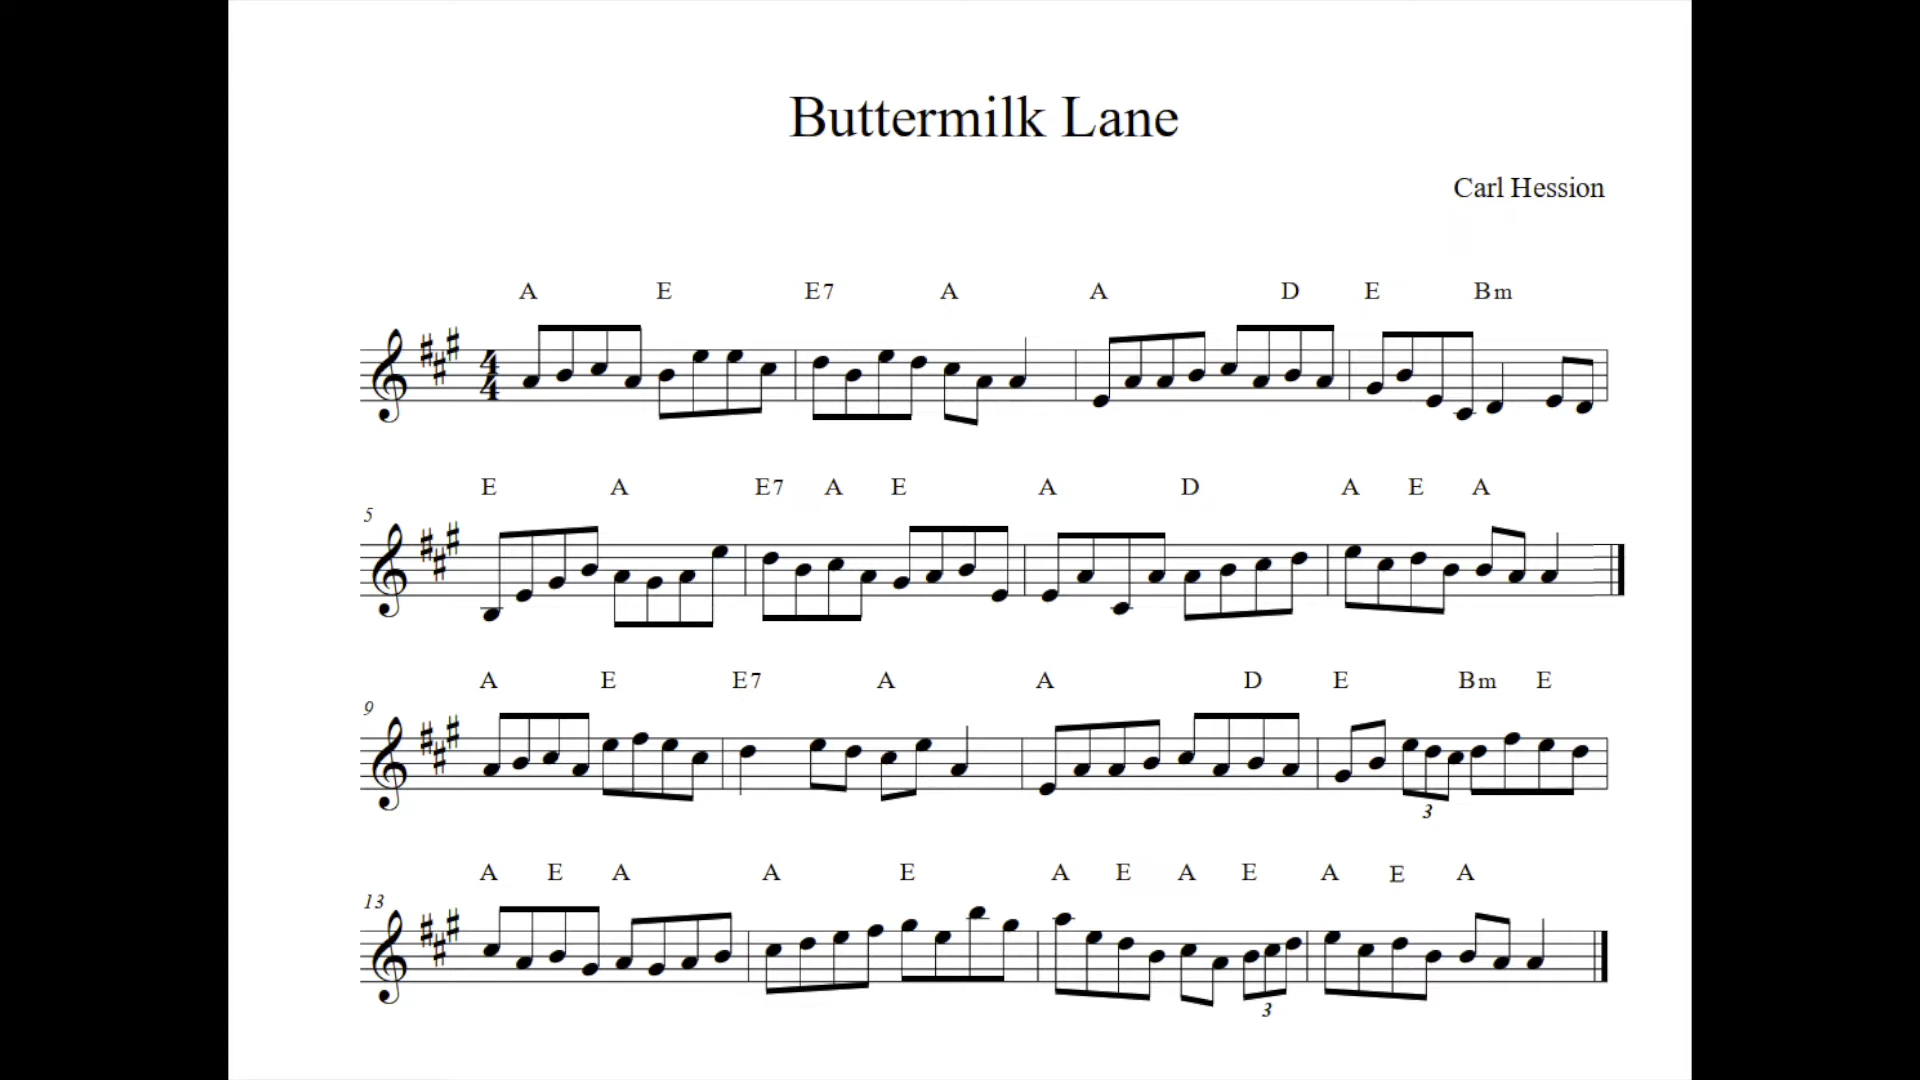 Buttermilk Lane
Carl Hession
A E E7 A A D E Bm
4
4
E A E7 A E A D A E A
5
A E E7 A A D E Bm E
9
3
A E A A E A E A E A E A
13
3